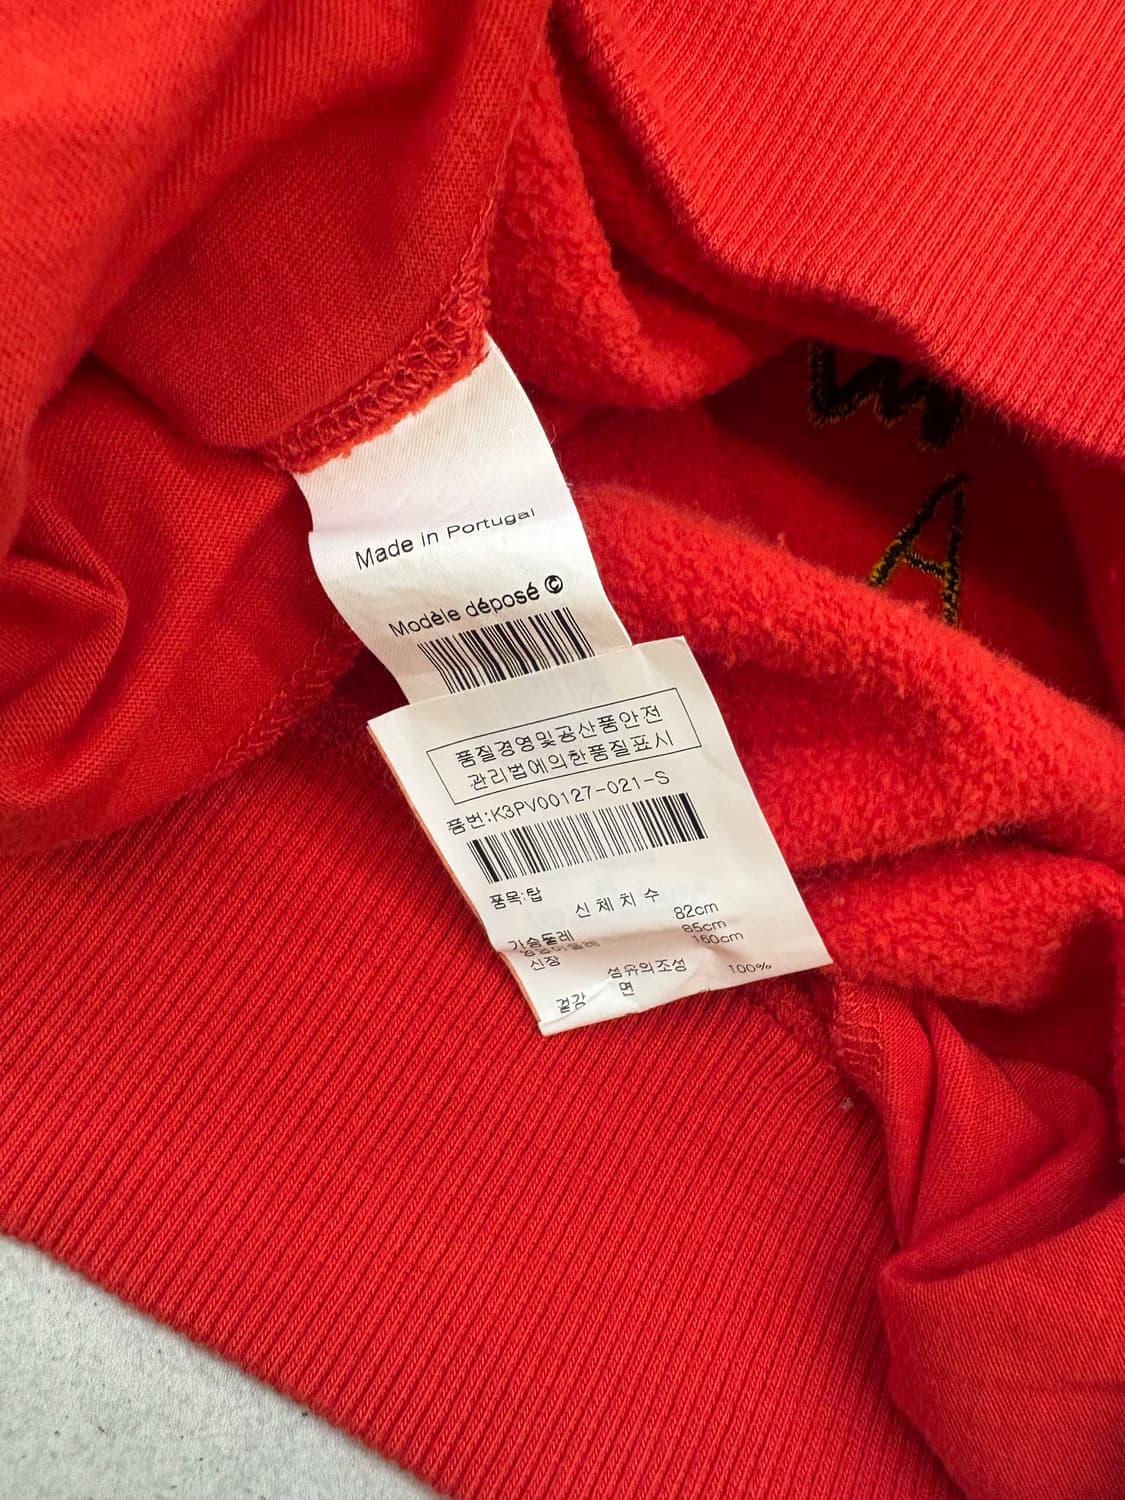 Made in Portugal
Modèle déposé ©
A
품질경영및공산품안전
관리법에의한품질표시
품번:K3PV00127-021-S
품목:탑
신 체 치 수
가슴둘레 82cm
85cm
신장 160cm
섬유의조성
겉감 면 100%